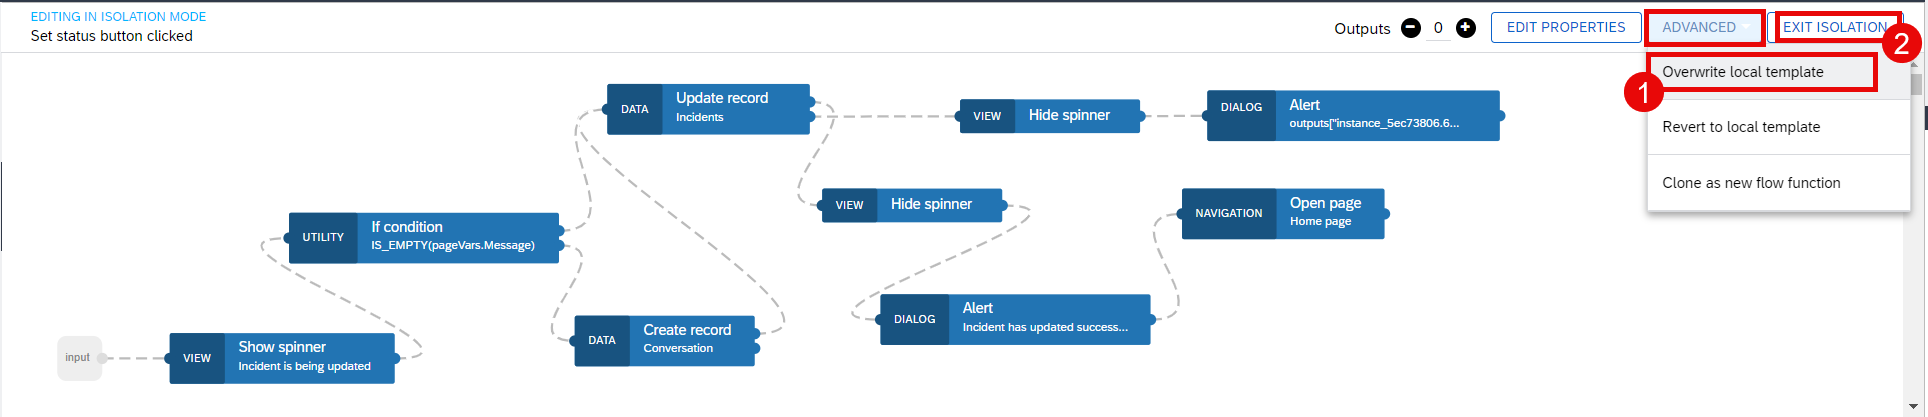 EDITING IN ISOLATION MODE
Set status button clicked
Outputs 0 EDIT PROPERTIES ADVANCED EXIT ISOLATION
2
Overwrite local template
1
Revert to local template
Clone as new flow function
DATA Update record
Incidents
VIEW Hide spinner
DIALOG Alert
outputs["instance_5ec73806.6...
VIEW Hide spinner
NAVIGATION Open page
Home page
UTILITY If condition
IS_EMPTY(pageVars.Message)
DIALOG Alert
Incident has updated success...
DATA Create record
Conversation
input
VIEW Show spinner
Incident is being updated